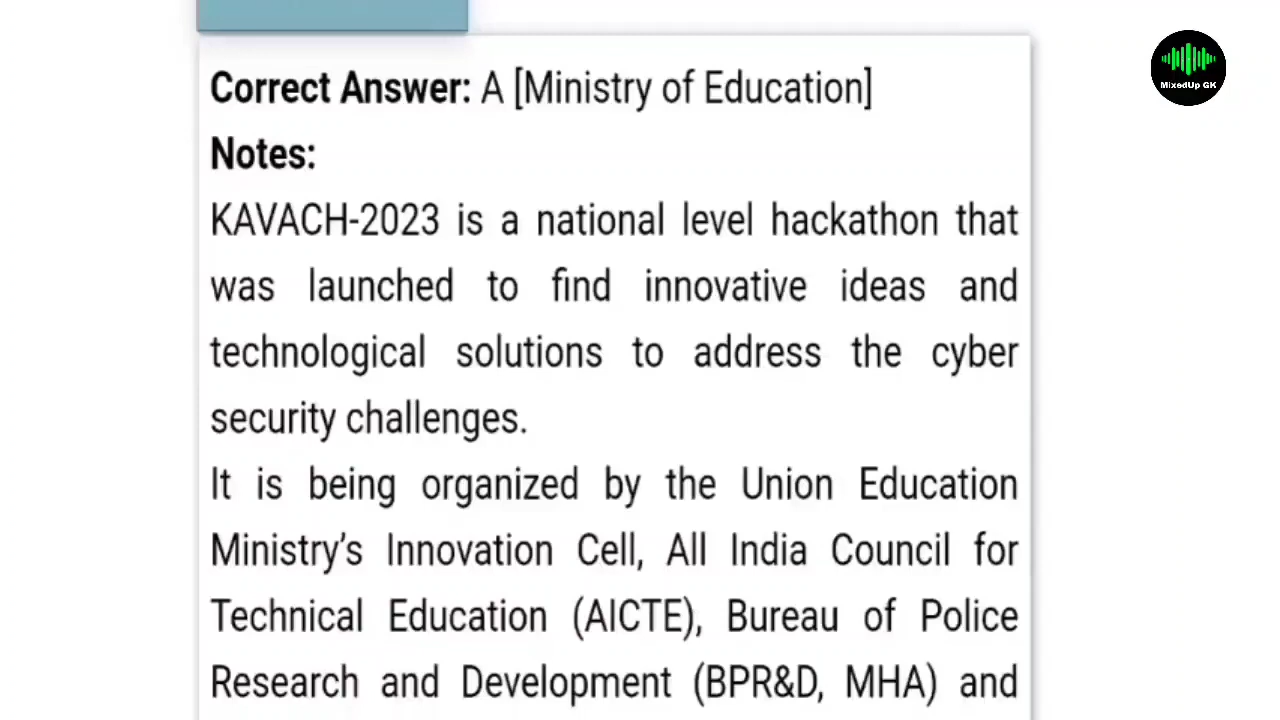 Correct Answer: A [Ministry of Education]
MixedUp GK
Notes:
KAVACH-2023 is a national level hackathon that
was launched to find innovative ideas and
technological solutions to address the cyber
security challenges.
It is being organized by the Union Education
Ministry’s Innovation Cell, All India Council for
Technical Education (AICTE), Bureau of Police
Research and Development (BPR&D, MHA) and